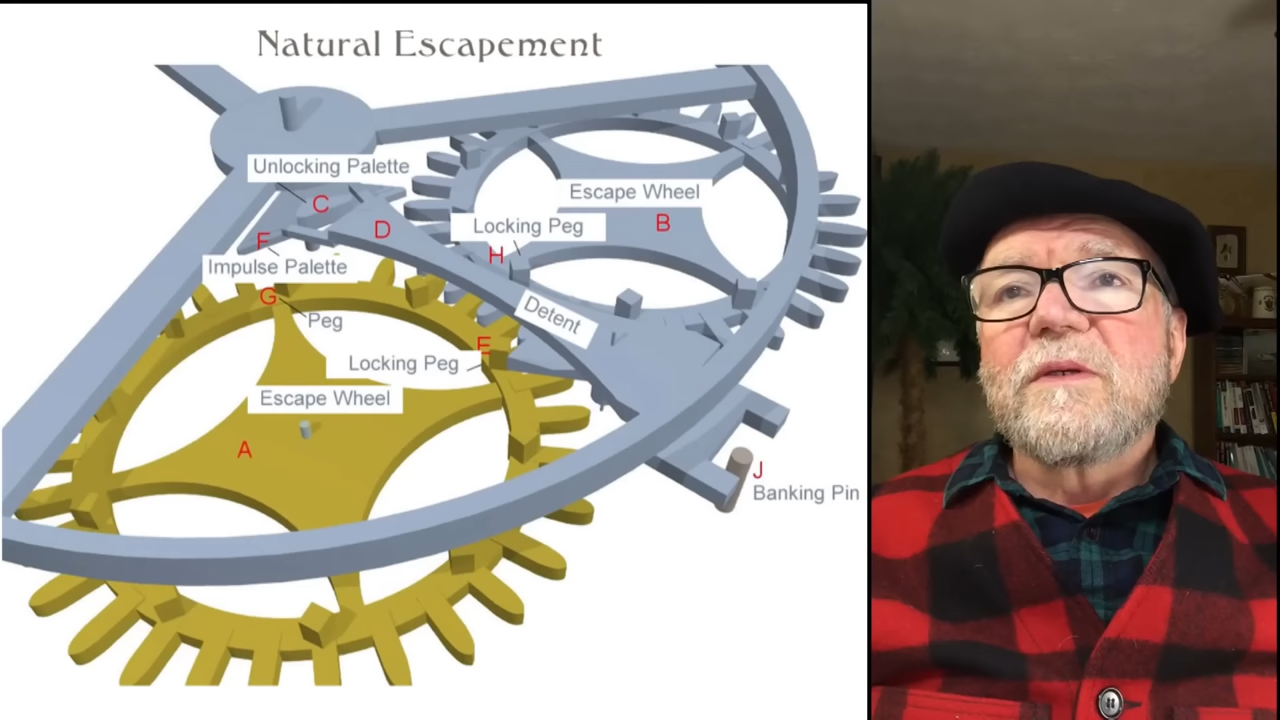 Natural Escapement
Unlocking Palette
C
Escape Wheel
D
B
Locking Peg
F
H
Impulse Palette
G
Detent
Peg
E
Locking Peg
Escape Wheel
A
J
Banking Pin